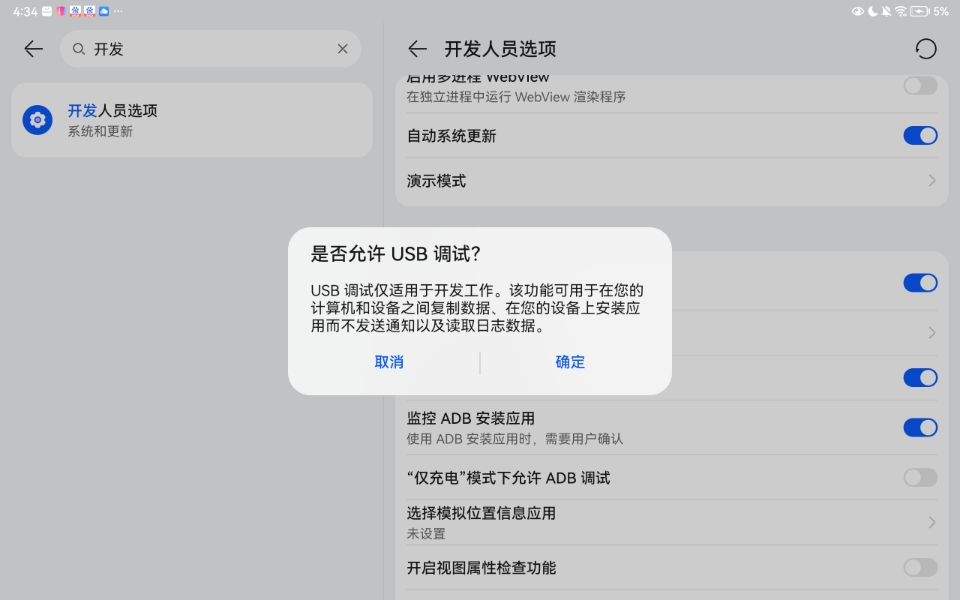 4:34
5%
开发
开发人员选项
系统和更新
开发人员选项
启用多进程 WebView
在独立进程中运行 WebView 渲染程序
自动系统更新
演示模式
是否允许 USB 调试?
USB 调试仅适用于开发工作。该功能可用于在您的
计算机和设备之间复制数据、在您的设备上安装应
用而不发送通知以及读取日志数据。
取消
确定
监控 ADB 安装应用
使用 ADB 安装应用时，需要用户确认
“仅充电”模式下允许 ADB 调试
选择模拟位置信息应用
未设置
开启视图属性检查功能